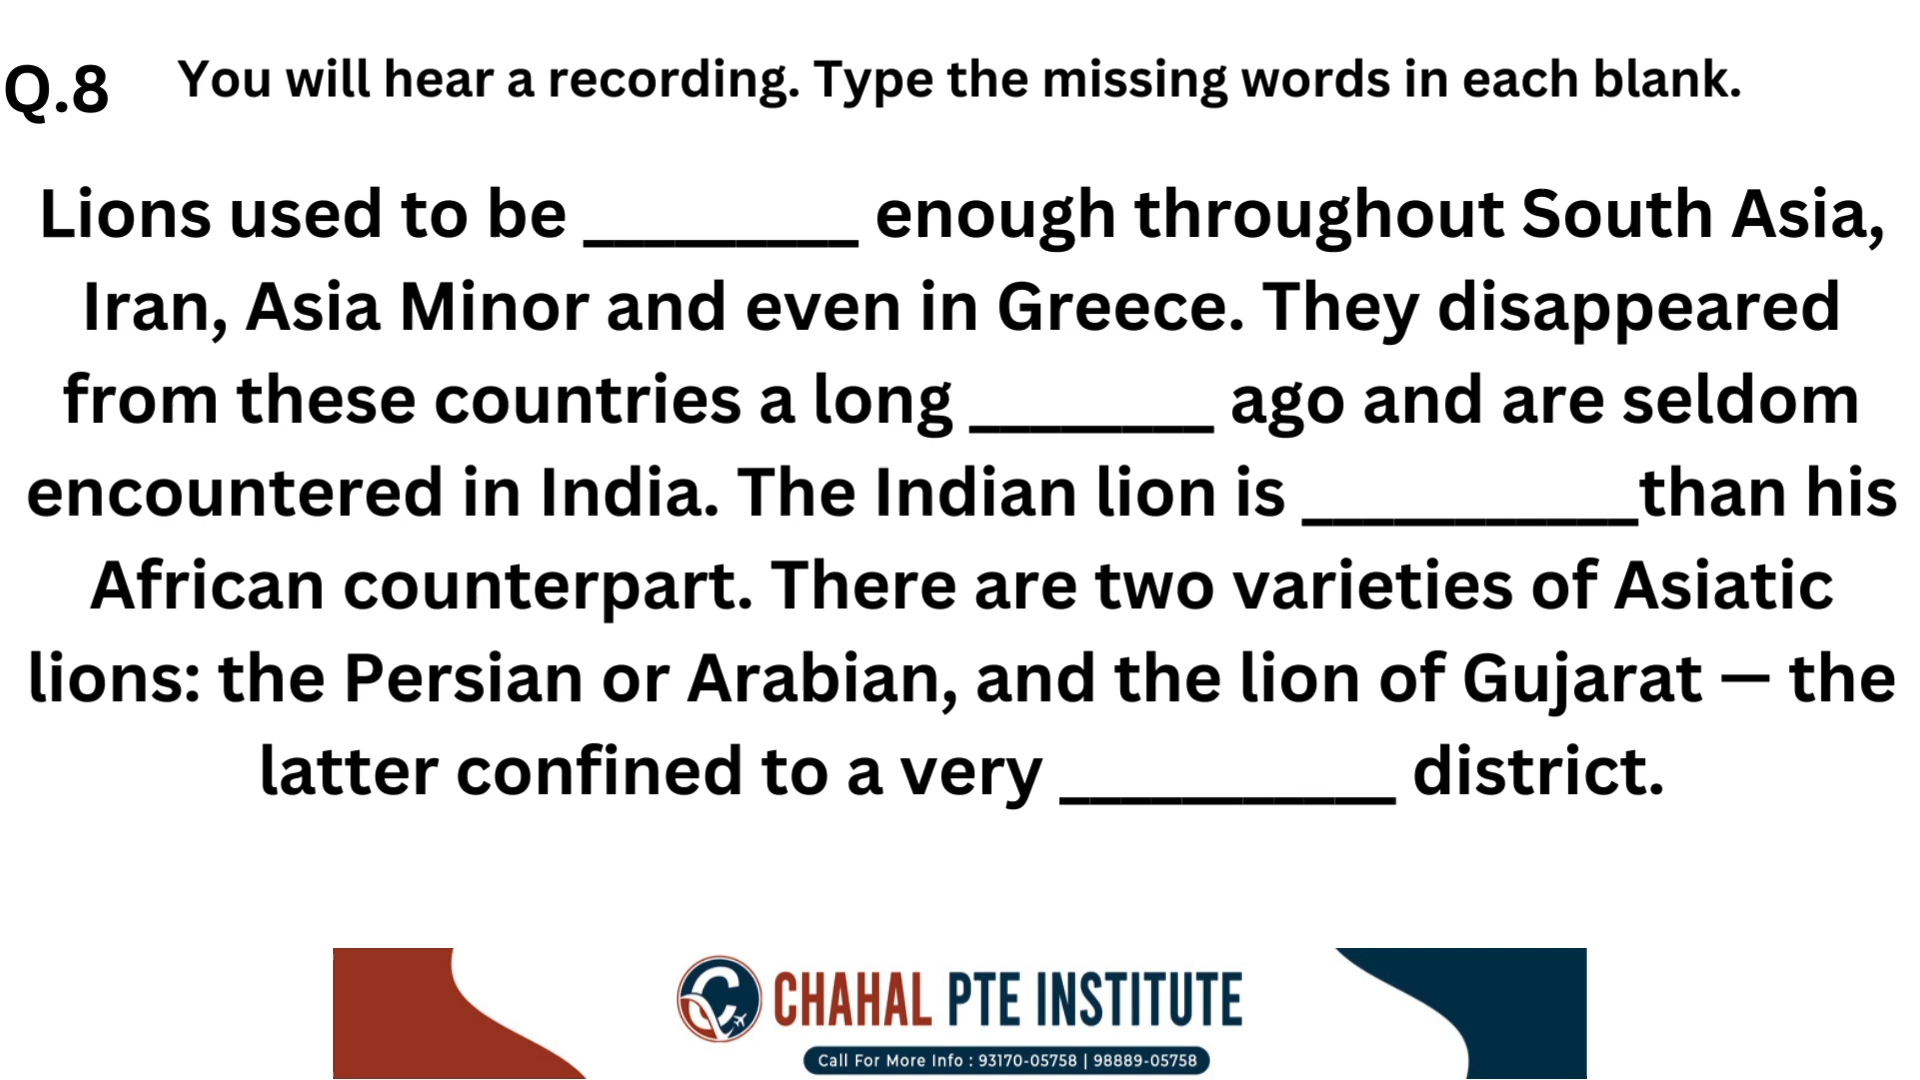 Q.8 You will hear a recording. Type the missing words in each blank.
Lions used to be _________ enough throughout South Asia,
Iran, Asia Minor and even in Greece. They disappeared
from these countries a long ________ ago and are seldom
encountered in India. The Indian lion is ___________than his
African counterpart. There are two varieties of Asiatic
lions: the Persian or Arabian, and the lion of Gujarat — the
latter confined to a very ___________ district.
CHAHAL PTE INSTITUTE
Call For More Info : 93170-05758 | 98889-05758